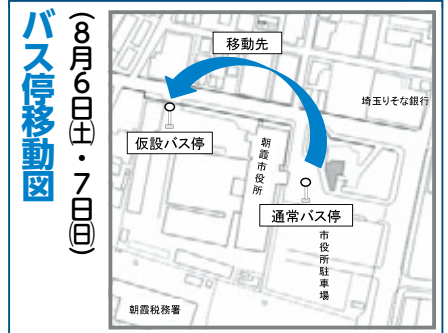 バス停移動図
(8月6日㊏・7日㊐)
移動先
埼玉りそな銀行
仮設バス停
朝霞市役所
通常バス停
市役所駐車場
朝霞税務署